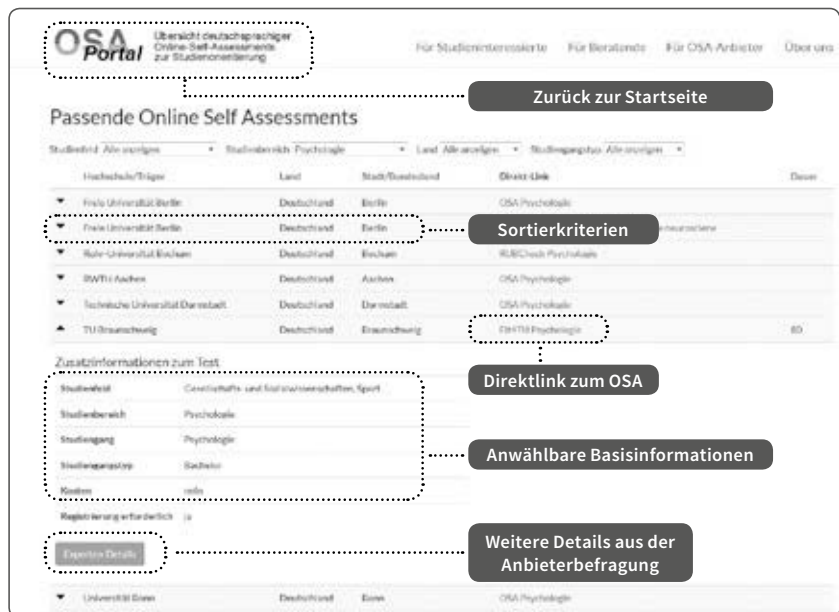 OSA Portal
Übersicht deutschsprachiger
Online-Self-Assessments
zur Studienorientierung
Für Studieninteressierte Für Beratende Für OSA-Anbieter Über uns
Zurück zur Startseite
Passende Online Self Assessments
Studienfeld Alle anzeigen Studienbereich Psychologie Land Alle anzeigen Studiengangstyp Alle anzeigen
Hochschule/Träger Land Stadt/Bundesland Direkt-Link Dauer
Freie Universität Berlin Deutschland Berlin OSA Psychologie
Freie Universität Berlin Deutschland Berlin Sortierkriterien
Ruhr-Universität Bochum Deutschland Bochum RUBCheck Psychologie
RWTH Aachen Deutschland Aachen OSA Psychologie
Technische Universität Darmstadt Deutschland Darmstadt OSA Psychologie
TU Braunschweig Deutschland Braunschweig Psychologie 80
Zusatzinformationen zum Test
Direktlink zum OSA
Studienfeld Gesellschafts- und Sozialwissenschaften, Sport
Studienbereich Psychologie
Studiengang Psychologie
Anwählbare Basisinformationen
Studiengangstyp Bachelor
Kosten nein
Registrierung erforderlich ja
Weitere Details aus der
Anbieterbefragung
Experten Details
Universität Bonn Deutschland Bonn OSA Psychologie